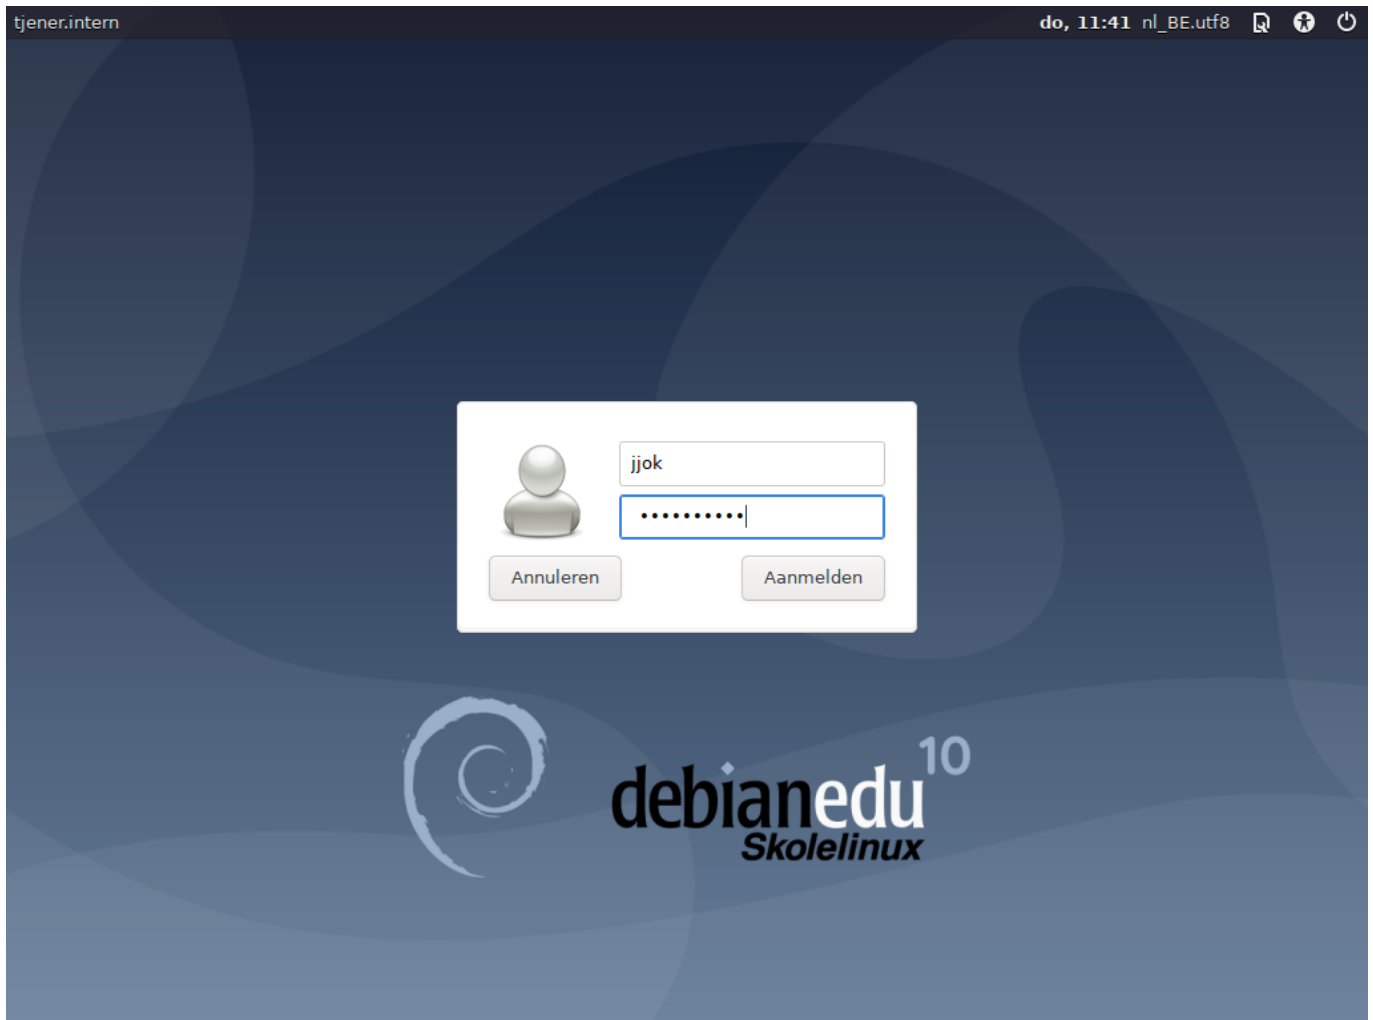 tjener.intern
do, 11:41 nl_BE.utf8
jjok
••••••••••
Annuleren
Aanmelden
debianedu 10
Skolelinux